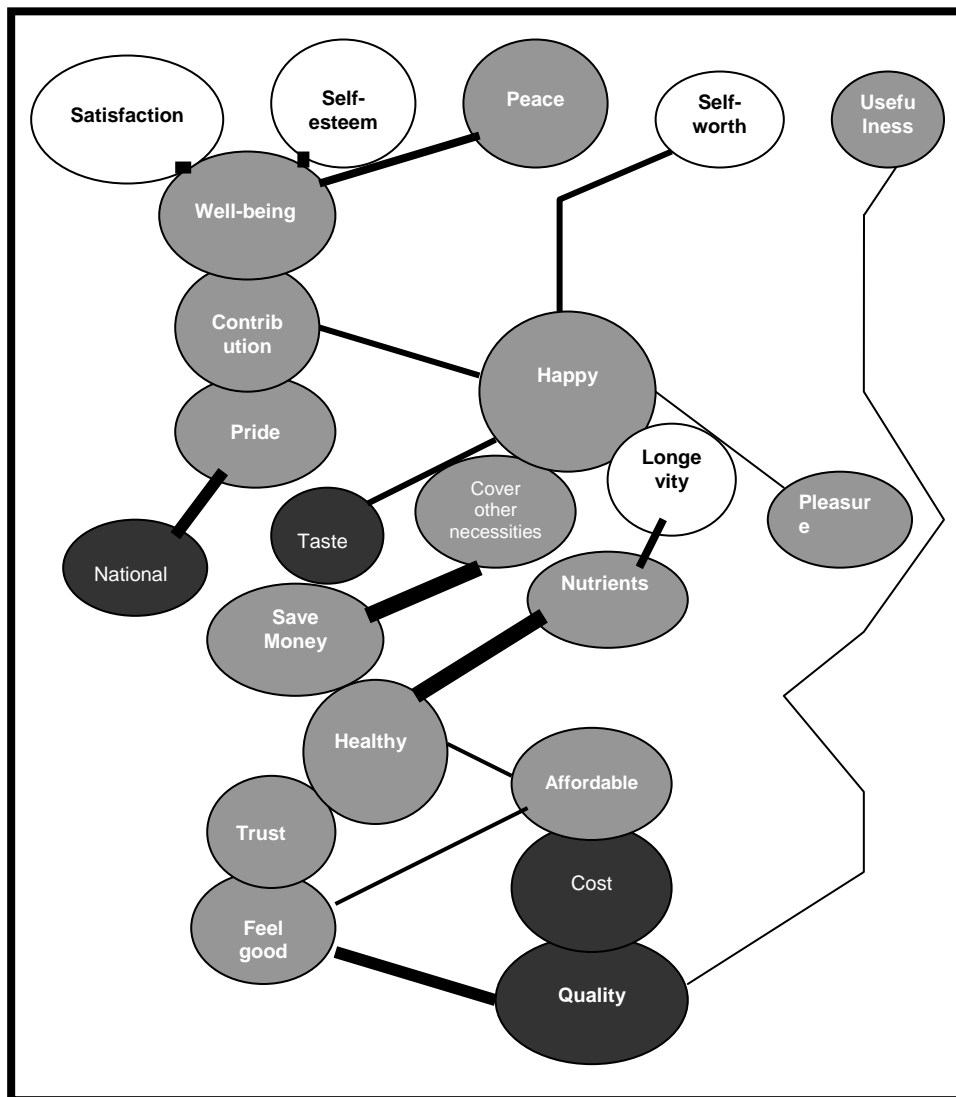 Satisfaction
Self-
esteem
Peace
Self-
worth
Usefu
lness
Well-being
Contrib
ution
Happy
Pride
Longe
vity
Cover
other
necessities
Pleasur
e
Taste
National
Nutrients
Save
Money
Healthy
Affordable
Trust
Cost
Feel
good
Quality